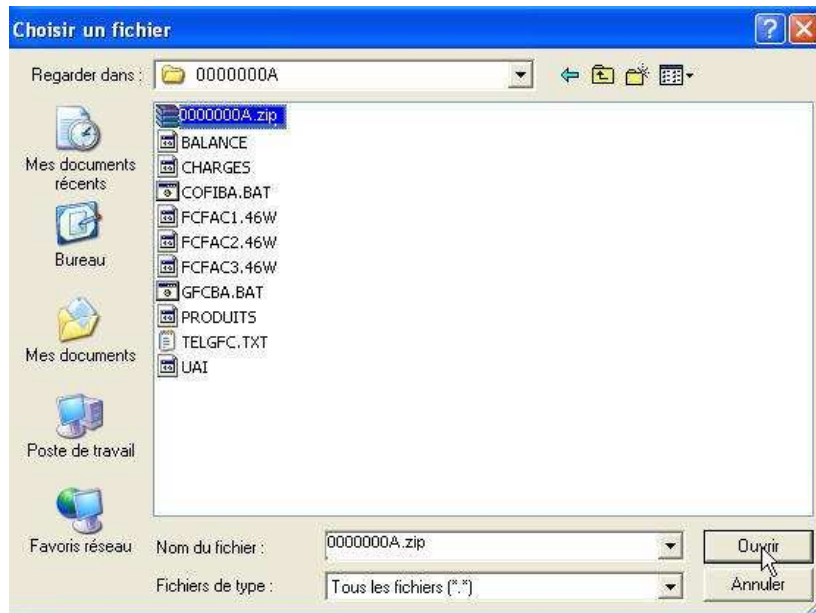 Choisir un fichier
Regarder dans : 0000000A
0000000A.zip
BALANCE
CHARGES
COFIBA.BAT
FCFAC1.46W
FCFAC2.46W
FCFAC3.46W
GFCBA.BAT
PRODUITS
TELGFC.TXT
UAI
Mes documents
récents
Bureau
Mes documents
Poste de travail
Favoris réseau
Nom du fichier : 0000000A.zip Ouvrir
Fichiers de type : Tous les fichiers (*.*) Annuler